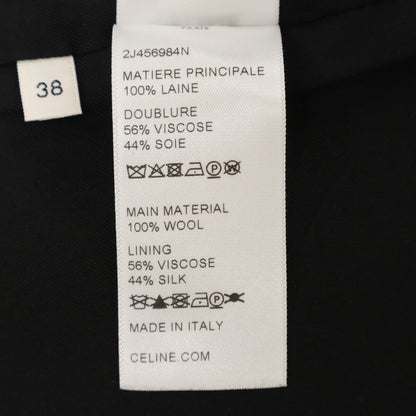 PARIS
2J456984N
MATIERE PRINCIPALE
100% LAINE
DOUBLURE
56% VISCOSE
44% SOIE
MAIN MATERIAL
100% WOOL
LINING
56% VISCOSE
44% SILK
MADE IN ITALY
CELINE.COM
38